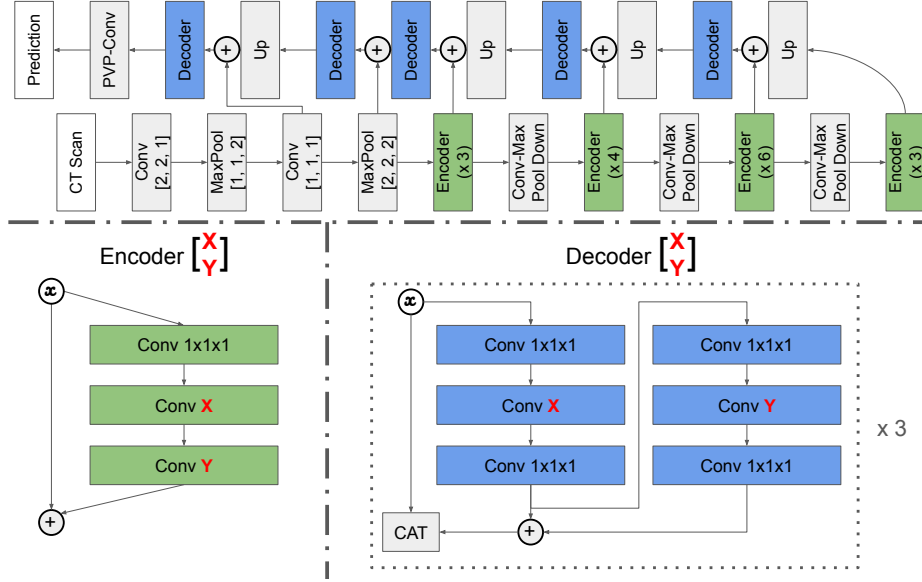 Prediction
PVP-Conv
Decoder
+
Up
Decoder
+
Decoder
+
Up
Decoder
+
Up
Decoder
+
Up
CT Scan
Conv
[2, 2, 1]
MaxPool
[1, 1, 2]
Conv
[1, 1, 1]
MaxPool
[2, 2, 2]
Encoder
(x 3)
Conv-Max
Pool Down
Encoder
(x 4)
Conv-Max
Pool Down
Encoder
(x 6)
Conv-Max
Pool Down
Encoder
(x 3)
Encoder [X Y]
x
Conv 1x1x1
Conv X
Conv Y
+
Decoder [X Y]
x
Conv 1x1x1
Conv 1x1x1
Conv X
Conv Y
x 3
Conv 1x1x1
Conv 1x1x1
CAT
+